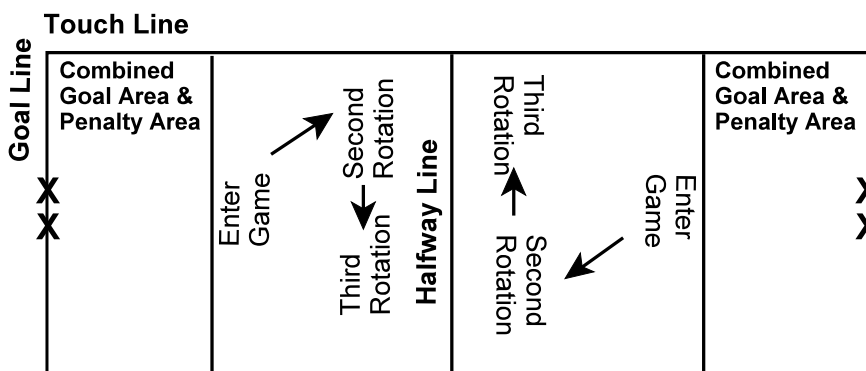 Touch Line
Goal Line
Combined
Goal Area &
Penalty Area
Enter
Game
Second
Rotation
Third
Rotation
Halfway Line
Third
Rotation
Second
Rotation
Enter
Game
Combined
Goal Area &
Penalty Area
X
X
X
X